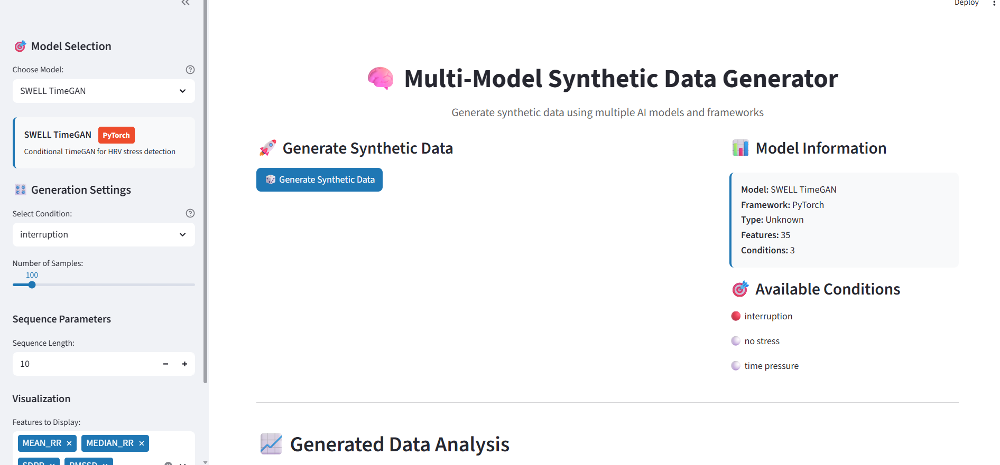 Deploy
Model Selection
Choose Model:
SWELL TimeGAN
SWELL TimeGAN PyTorch
Conditional TimeGAN for HRV stress detection
Generation Settings
Select Condition:
interruption
Number of Samples:
100
Sequence Parameters
Sequence Length:
10
Visualization
Features to Display:
MEAN_RR × MEDIAN_RR ×
SDRR × RMSSD ×
Multi-Model Synthetic Data Generator
Generate synthetic data using multiple AI models and frameworks
Generate Synthetic Data
Generate Synthetic Data
Model Information
Model: SWELL TimeGAN
Framework: PyTorch
Type: Unknown
Features: 35
Conditions: 3
Available Conditions
interruption
no stress
time pressure
Generated Data Analysis